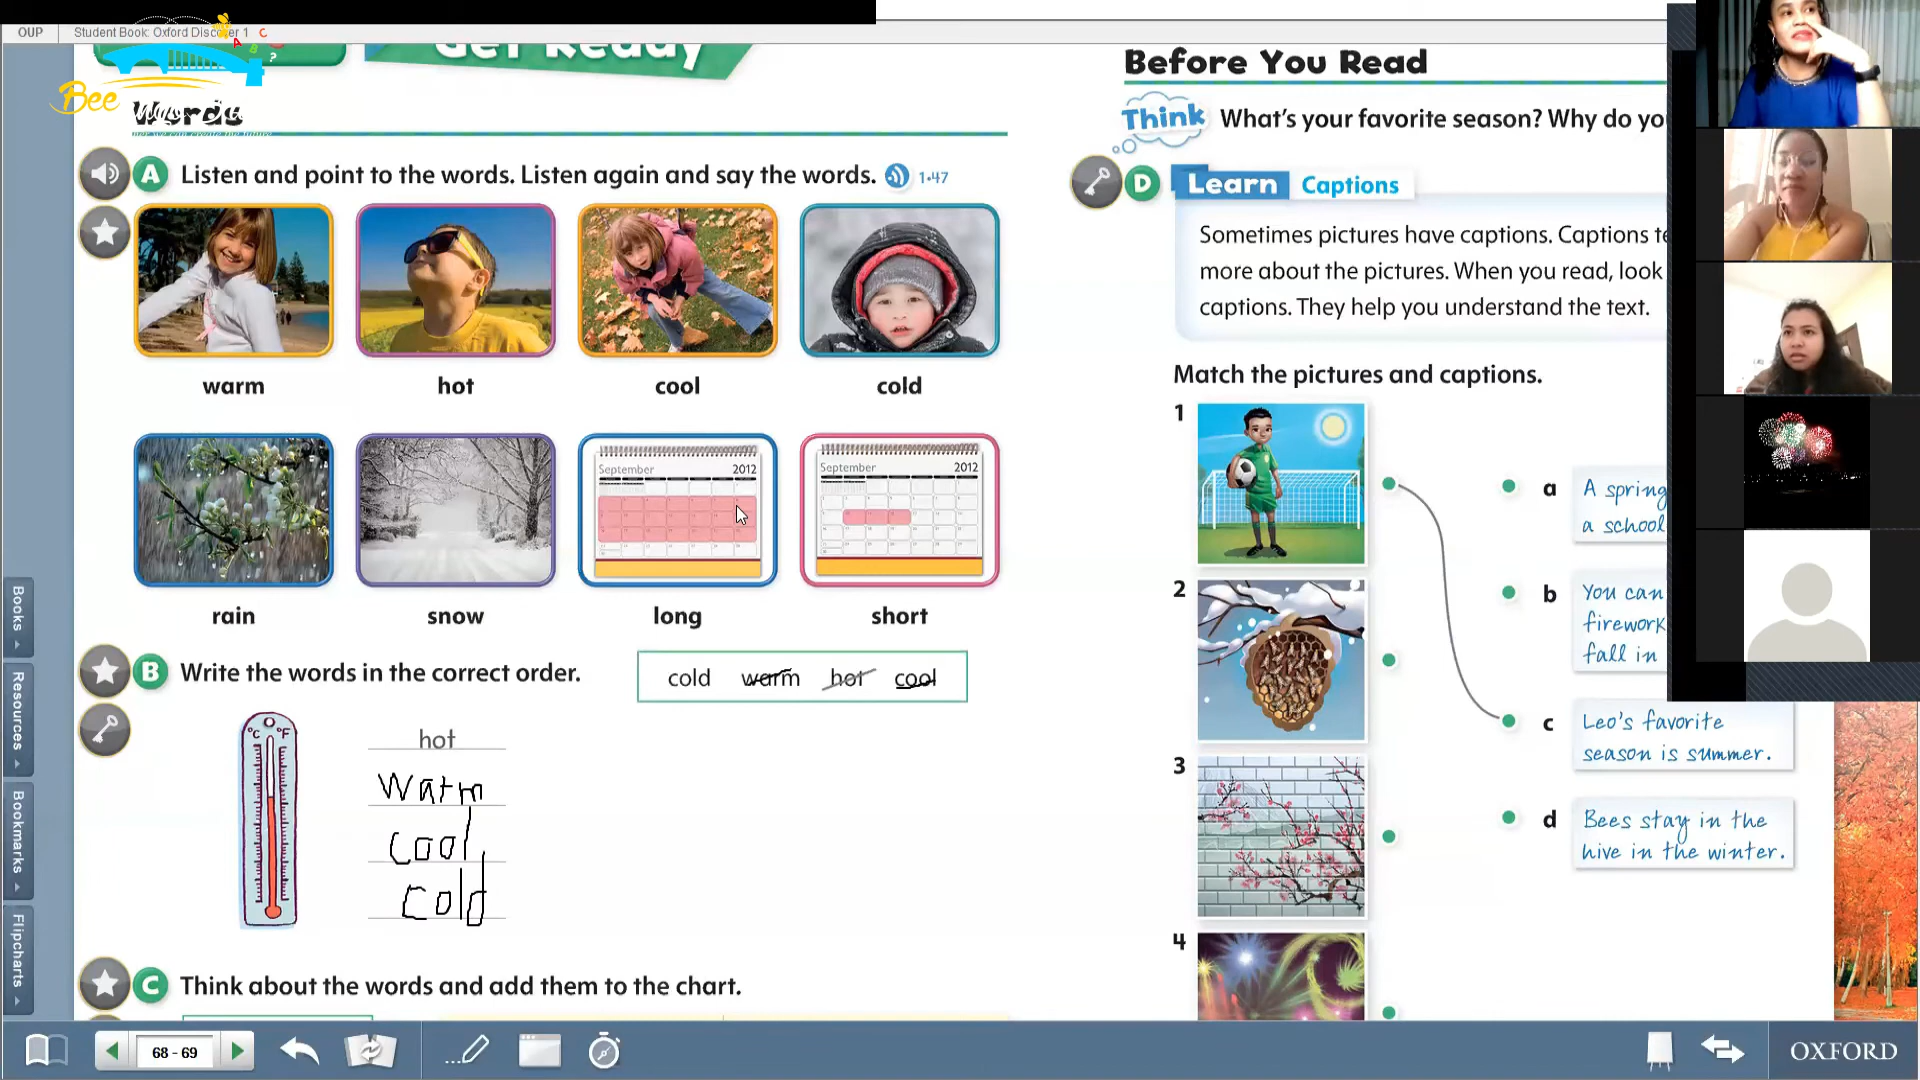 OUP
Student Book: Oxford Discover 1
Get Ready
Bee
Words
A Listen and point to the words. Listen again and say the words. 1•47
warm hot cool cold
September 2012
September 2012
rain snow long short
B Write the words in the correct order.
cold warm hot cool
°C °F
hot
warm
cool
cold
C Think about the words and add them to the chart.
Before You Read
Think What's your favorite season? Why do yo
D Learn Captions
Sometimes pictures have captions. Captions te
more about the pictures. When you read, look
captions. They help you understand the text.
Match the pictures and captions.
1
2
3
4
a A spring
a school
b You can
firework
fall in
c Leo's favorite
season is summer.
d Bees stay in the
hive in the winter.
Books
Resources
Bookmarks
Flipcharts
68 - 69
OXFORD